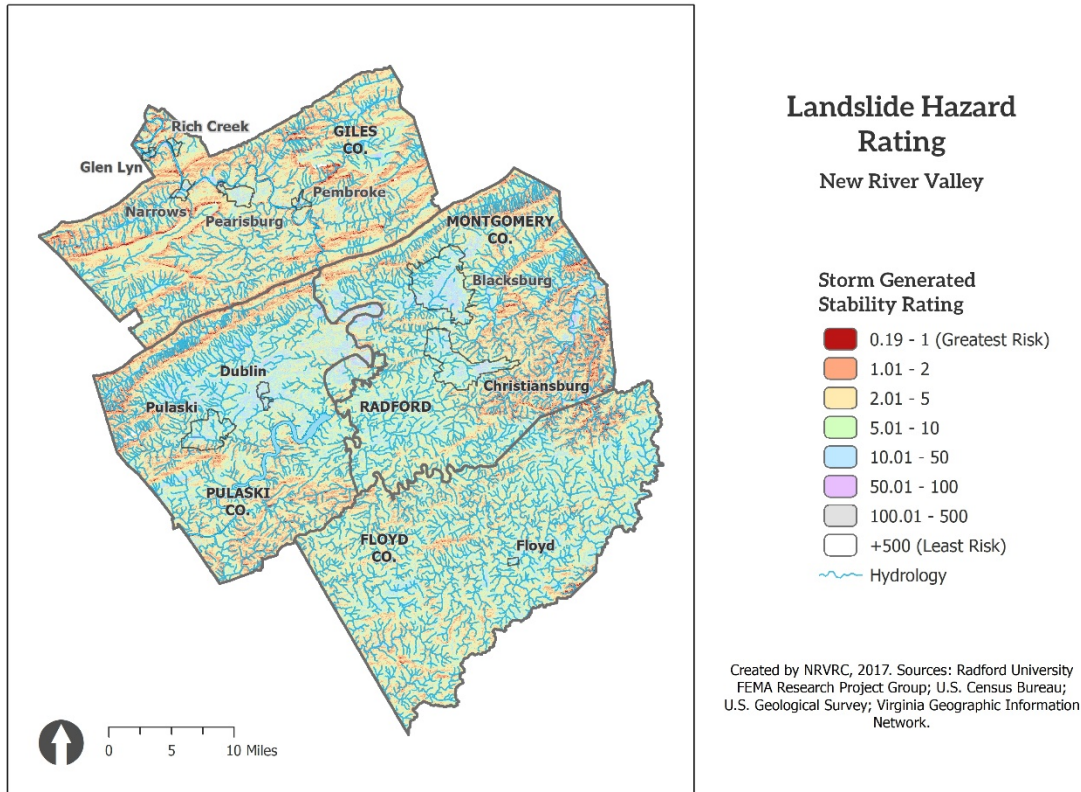 Rich Creek
GILES
CO.
Glen Lyn
Pembroke
Narrows
Pearisburg
MONTGOMERY
CO.
Blacksburg
Dublin
Pulaski
Christiansburg
RADFORD
PULASKI
CO.
FLOYD
CO.
Floyd
0 5 10 Miles
Landslide Hazard
Rating
New River Valley
Storm Generated
Stability Rating
0.19 - 1 (Greatest Risk)
1.01 - 2
2.01 - 5
5.01 - 10
10.01 - 50
50.01 - 100
100.01 - 500
+500 (Least Risk)
Hydrology
Created by NRVRC, 2017. Sources: Radford University
FEMA Research Project Group; U.S. Census Bureau;
U.S. Geological Survey; Virginia Geographic Information
Network.